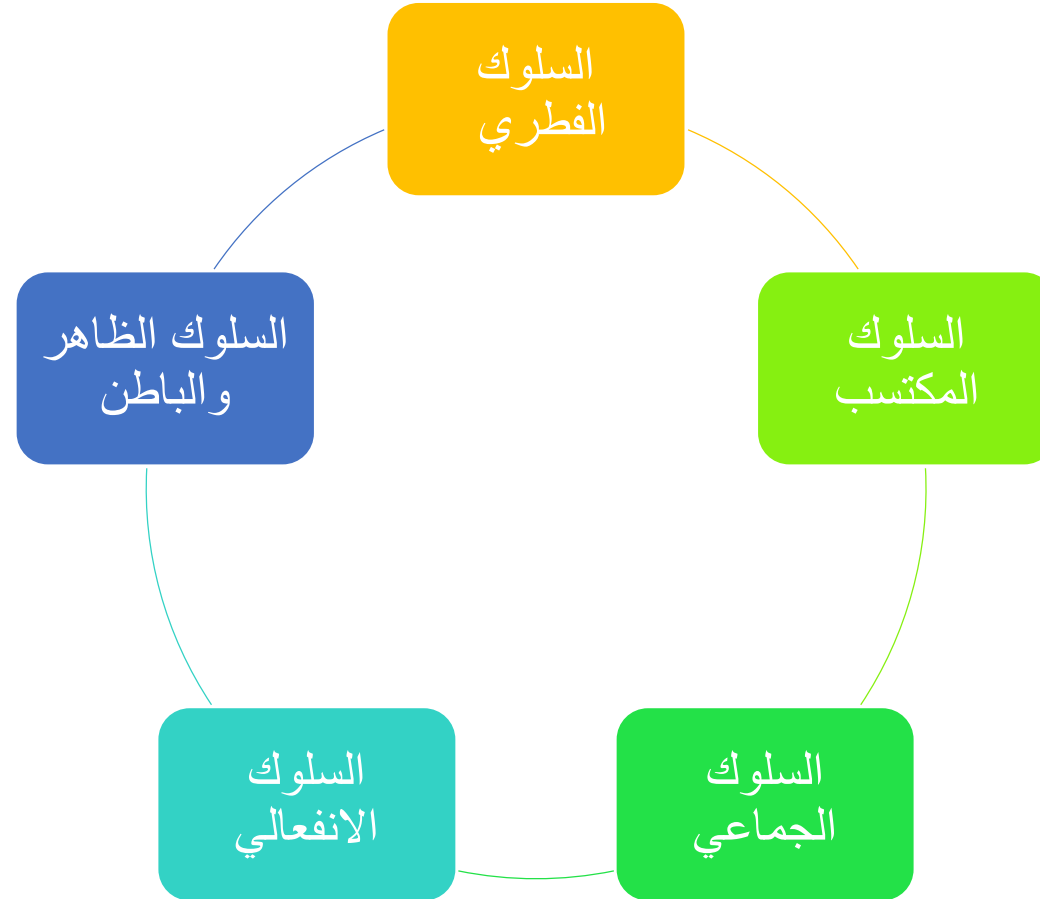 السلوك
الفطري
السلوك
المكتسب
السلوك
الجماعي
السلوك
الانفعالي
السلوك الظاهر
والباطن